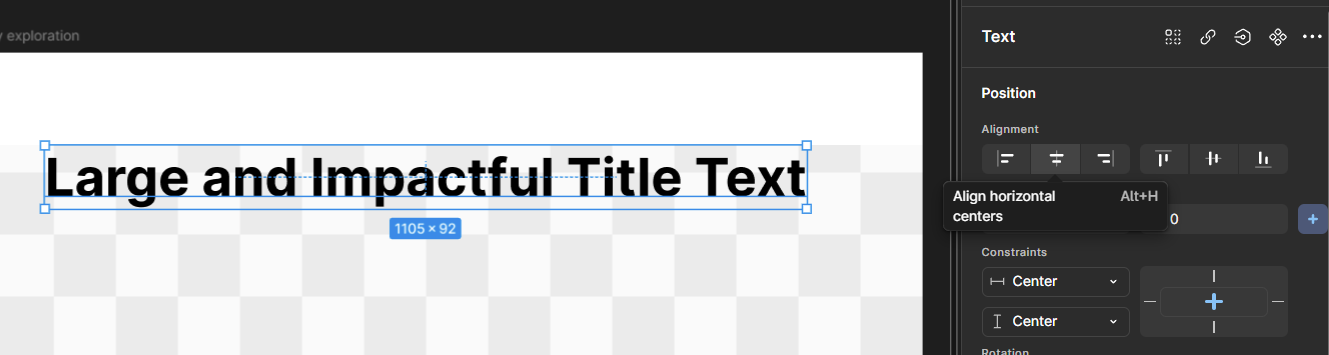 y exploration
Large and Impactful Title Text
1105 × 92
Text
Position
Alignment
Align horizontal centers
Alt+H
0
Constraints
Center
Center
Rotation